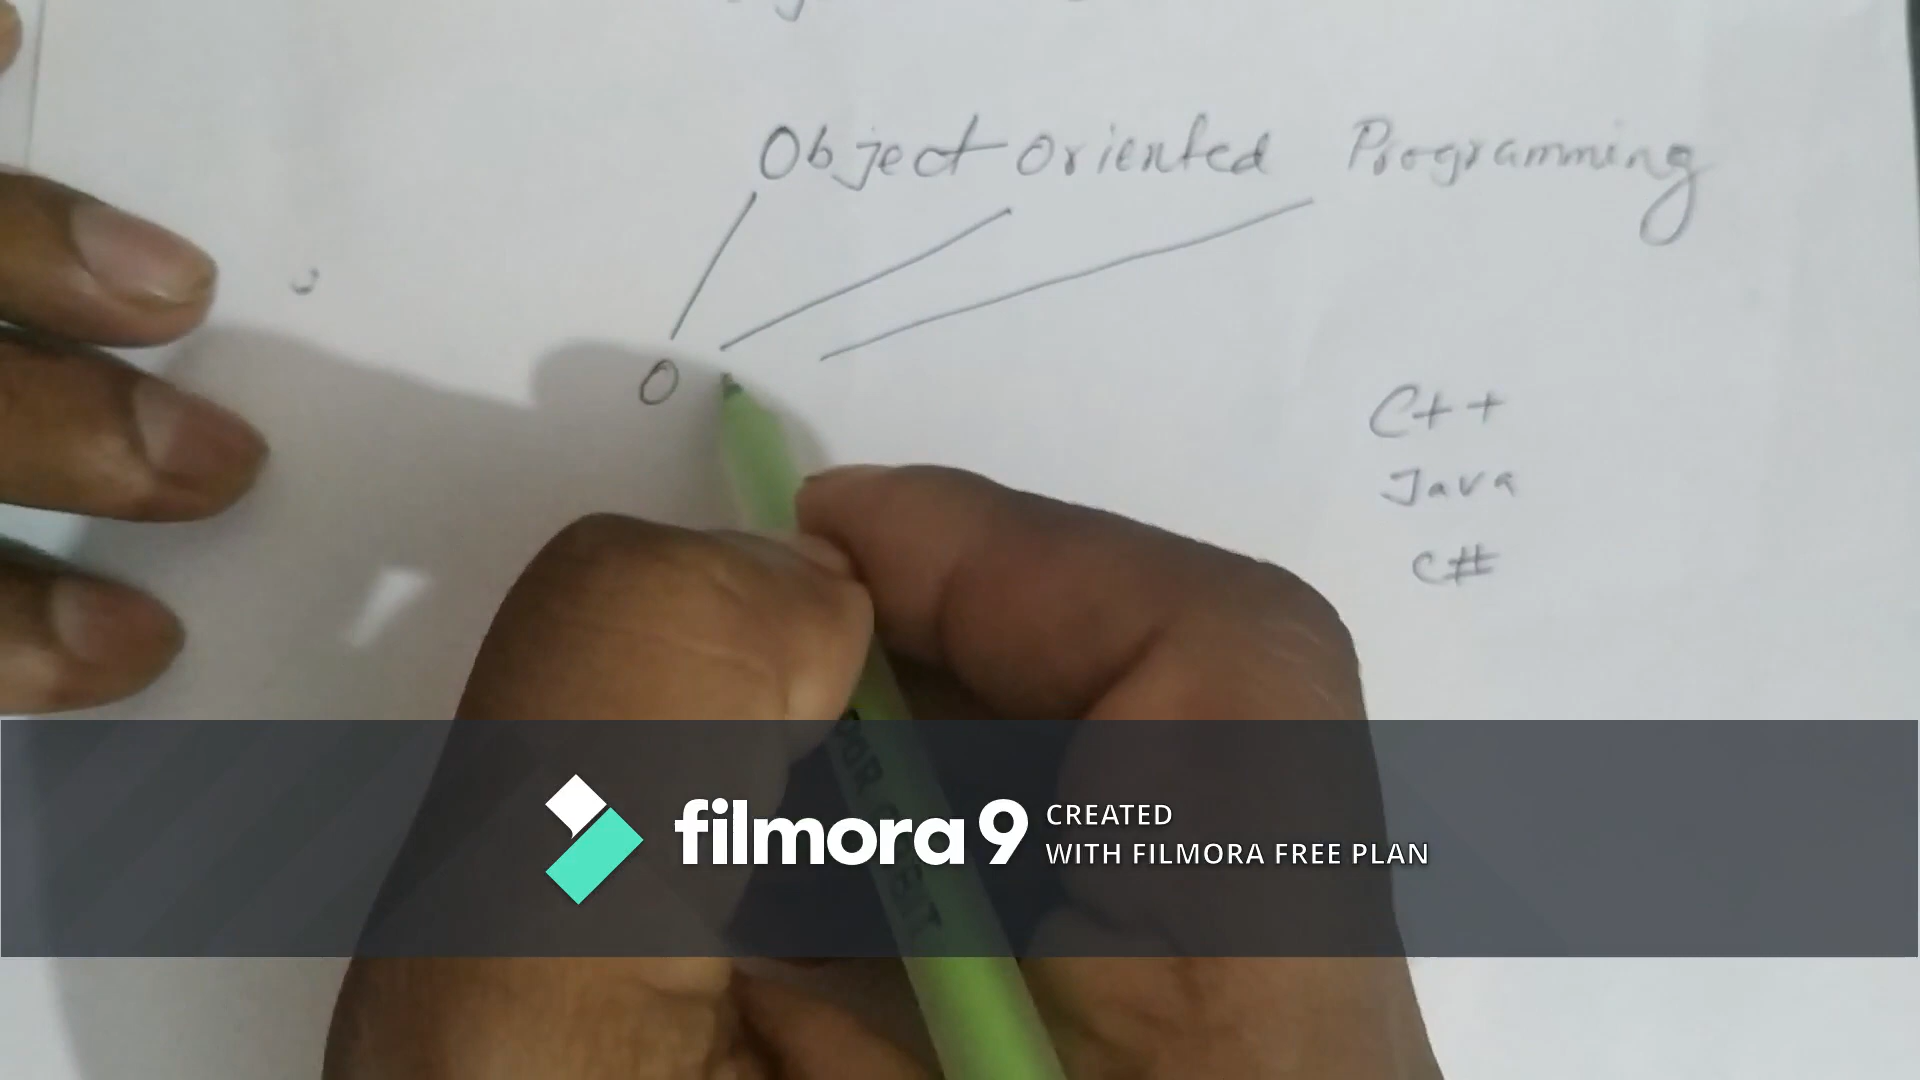 Object Oriented Programming
O
C++
Java
C#
filmora9
CREATED
WITH FILMORA FREE PLAN